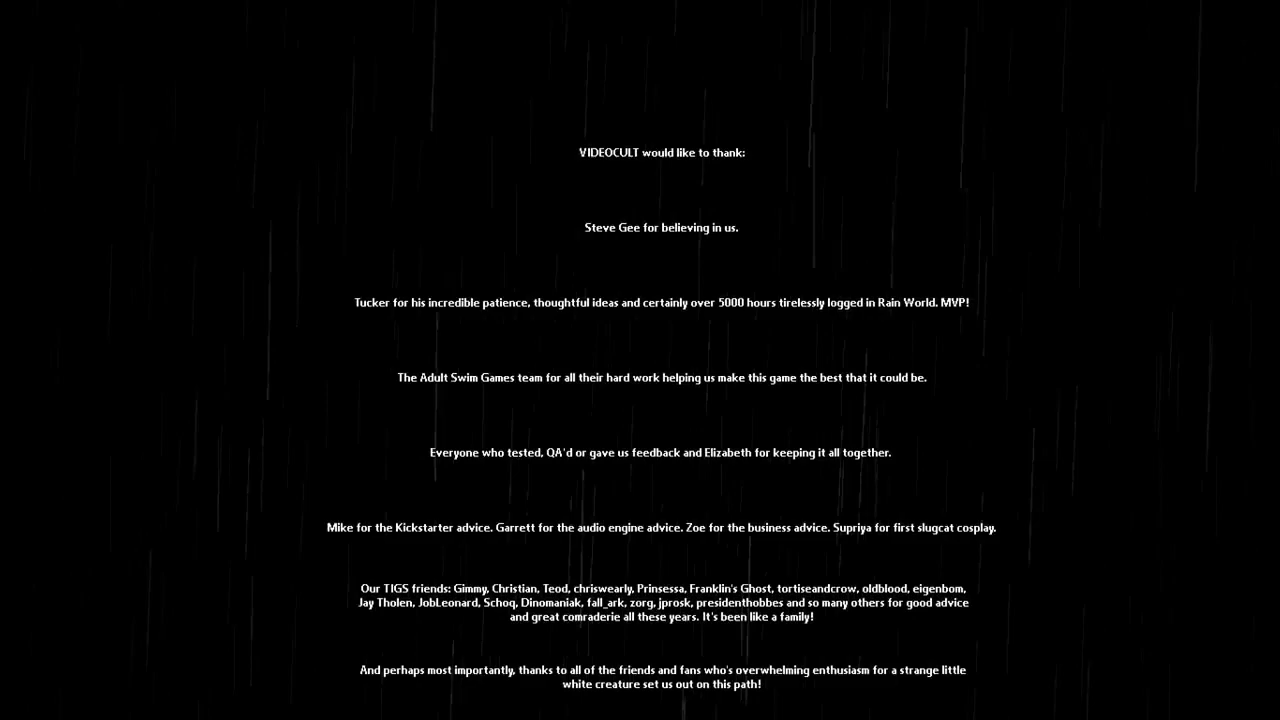 VIDEOCULT would like to thank:
Steve Gee for believing in us.
Tucker for his incredible patience, thoughtful ideas and certainly over 5000 hours tirelessly logged in Rain World. MVP!
The Adult Swim Games team for all their hard work helping us make this game the best that it could be.
Everyone who tested, QA'd or gave us feedback and Elizabeth for keeping it all together.
Mike for the Kickstarter advice. Garrett for the audio engine advice. Zoe for the business advice. Supriya for first slugcat cosplay.
Our TIGS friends: Gimmy, Christian, Teod, chriswearly, Prinsessa, Franklin's Ghost, tortiseandcrow, oldblood, eigenbom,
Jay Tholen, JobLeonard, Schoq, Dinomaniak, fall_ark, zorg, jprosk, presidenthobbes and so many others for good advice
and great comraderie all these years. It's been like a family!
And perhaps most importantly, thanks to all of the friends and fans who's overwhelming enthusiasm for a strange little
white creature set us out on this path!